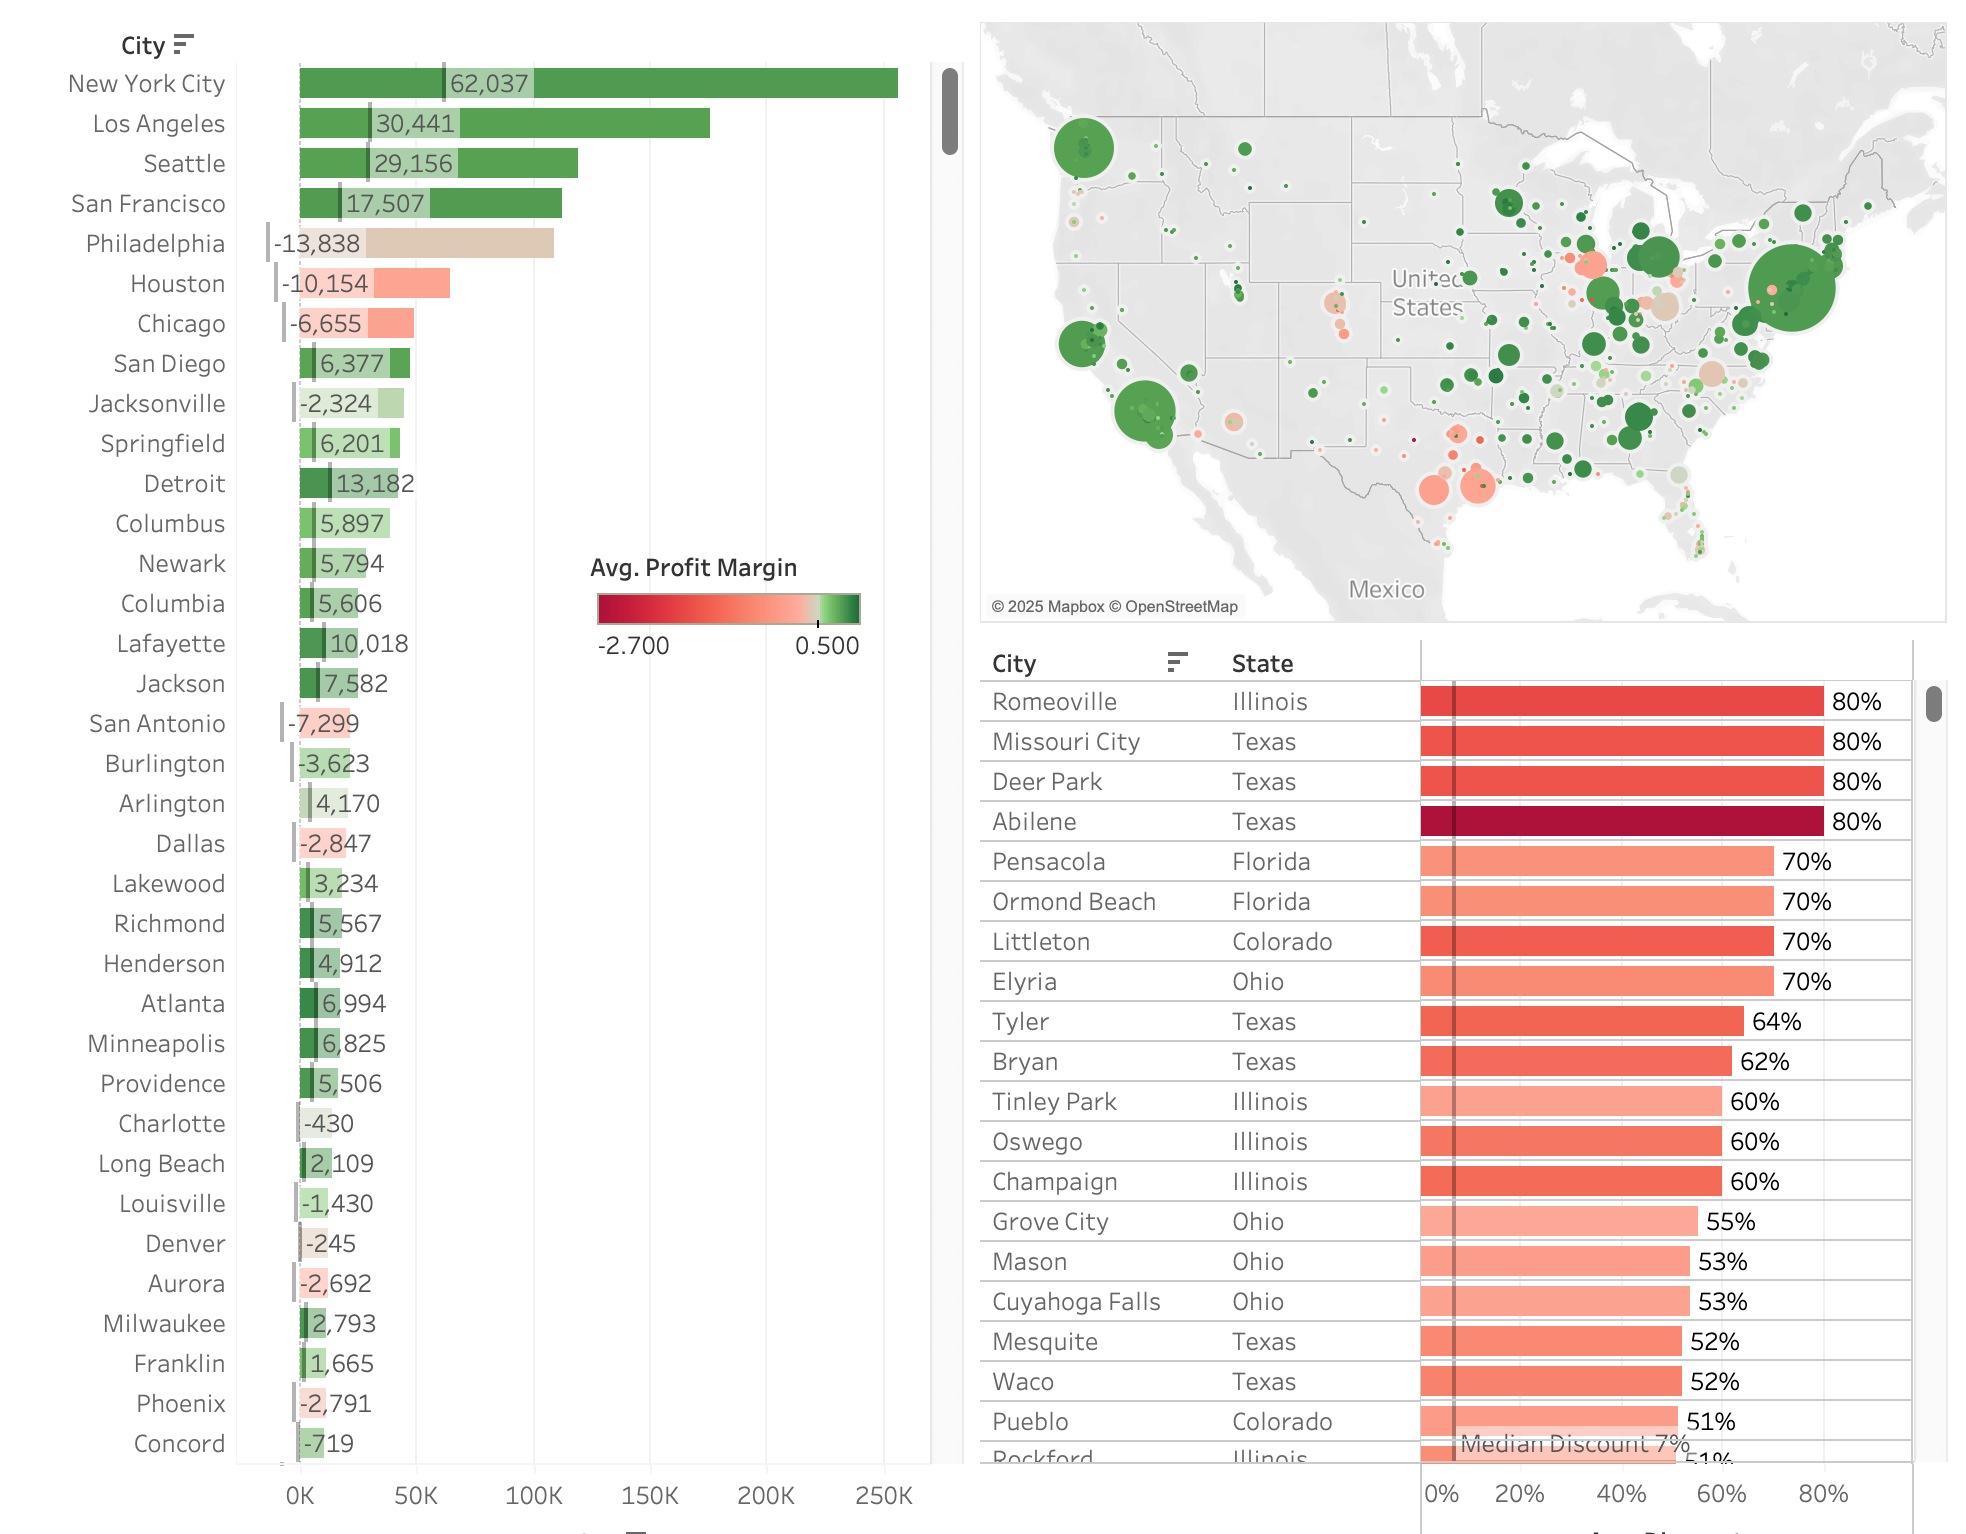 City
New York City 62,037
Los Angeles 30,441
Seattle 29,156
San Francisco 17,507
Philadelphia -13,838
Houston -10,154
Chicago -6,655
San Diego 6,377
Jacksonville -2,324
Springfield 6,201
Detroit 13,182
Columbus 5,897
Newark 5,794
Columbia 5,606
Lafayette 10,018
Jackson 7,582
San Antonio -7,299
Burlington -3,623
Arlington 4,170
Dallas -2,847
Lakewood 3,234
Richmond 5,567
Henderson 4,912
Atlanta 6,994
Minneapolis 6,825
Providence 5,506
Charlotte -430
Long Beach 2,109
Louisville -1,430
Denver -245
Aurora -2,692
Milwaukee 2,793
Franklin 1,665
Phoenix -2,791
Concord -719
0K 50K 100K 150K 200K 250K
Avg. Profit Margin
-2.700 0.500
United
States
Mexico
© 2025 Mapbox © OpenStreetMap
City State
Romeoville Illinois 80%
Missouri City Texas 80%
Deer Park Texas 80%
Abilene Texas 80%
Pensacola Florida 70%
Ormond Beach Florida 70%
Littleton Colorado 70%
Elyria Ohio 70%
Tyler Texas 64%
Bryan Texas 62%
Tinley Park Illinois 60%
Oswego Illinois 60%
Champaign Illinois 60%
Grove City Ohio 55%
Mason Ohio 53%
Cuyahoga Falls Ohio 53%
Mesquite Texas 52%
Waco Texas 52%
Pueblo Colorado 51%
Median Discount 7%
Rockford Illinois 51%
0% 20% 40% 60% 80%